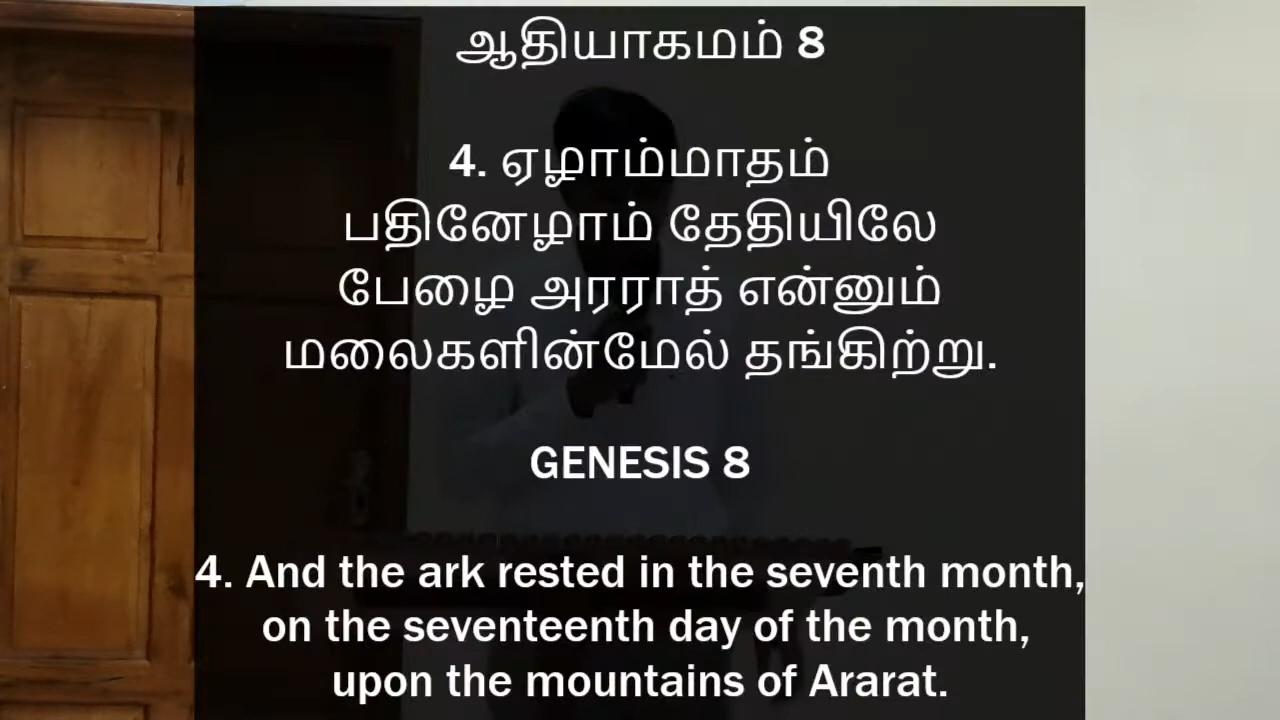 ஆதியாகமம் 8
4. ஏழாம்மாதம்
பதினேழாம் தேதியிலே
பேழை அரராத் என்னும்
மலைகளின்மேல் தங்கிற்று.
GENESIS 8
4. And the ark rested in the seventh month,
on the seventeenth day of the month,
upon the mountains of Ararat.